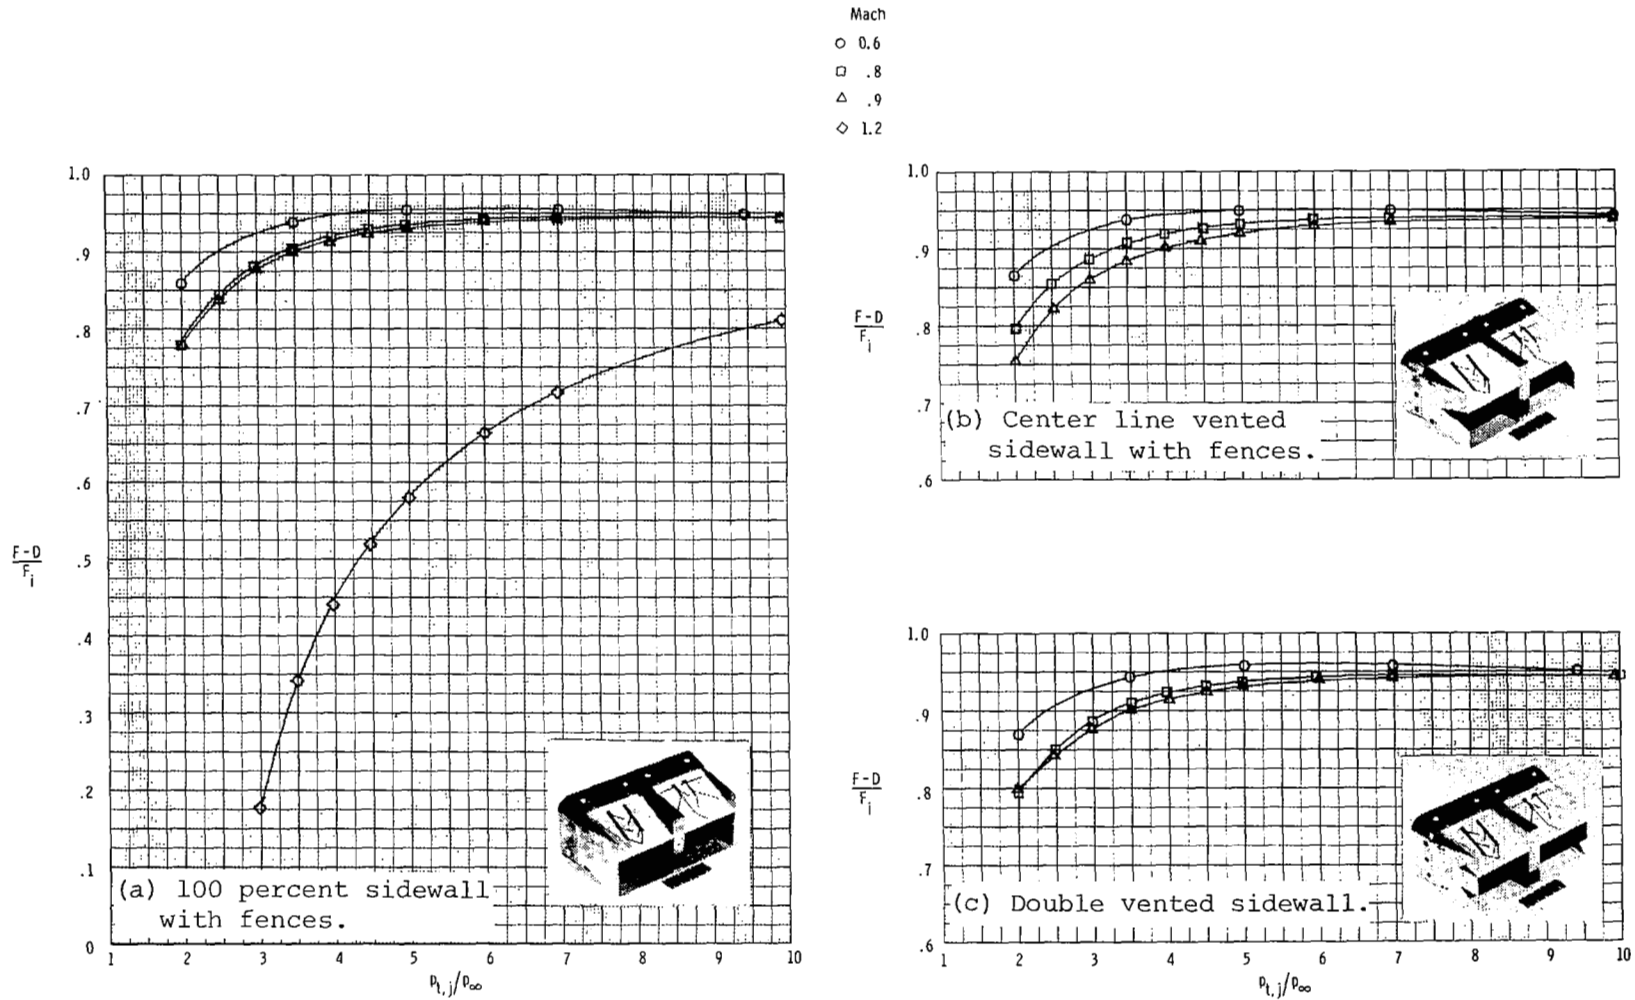 Mach
0.6
.8
.9
1.2
1.0
.9
.8
.7
.6
.5
.4
.3
.2
.1
0
F-D
F_i
(a) 100 percent sidewall
with fences.
1 2 3 4 5 6 7 8 9 10
p_t,j/p_∞
1.0
.9
.8
.7
.6
F-D
F_i
(b) Center line vented
sidewall with fences.
1.0
.9
.8
.7
.6
F-D
F_i
(c) Double vented sidewall.
1 2 3 4 5 6 7 8 9 10
p_t,j/p_∞